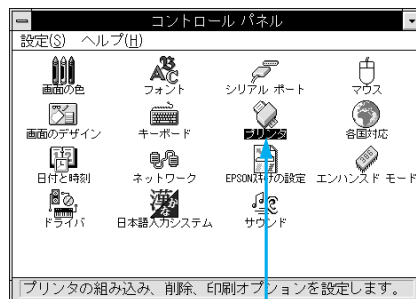 コントロール パネル
設定(S) ヘルプ(H)
画面の色 フォント シリアル ポート マウス
画面のデザイン キーボード プリンタ 各国対応
日付と時刻 ネットワーク EPSONｽｷｬﾅの設定 エンハンスド モード
ドライバ 日本語入力システム サウンド
プリンタの組み込み、削除、印刷オプションを設定します。